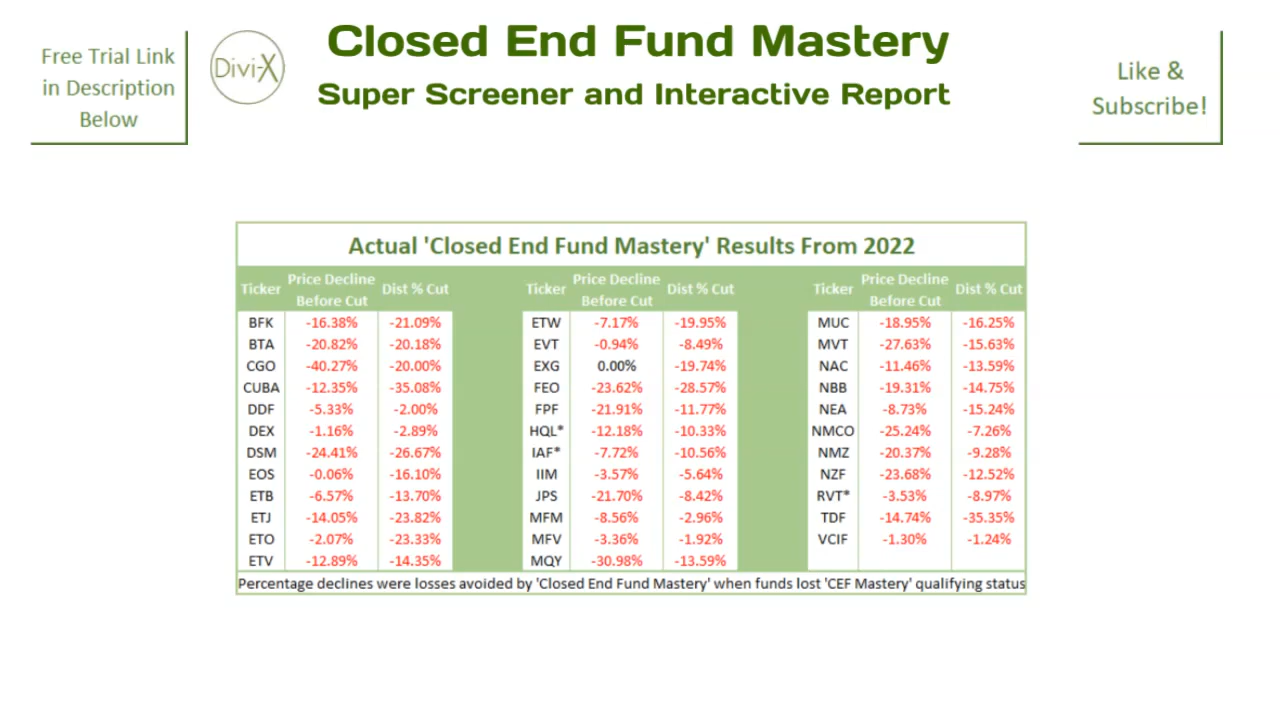 Free Trial Link
in Description
Below
Divi-X
Closed End Fund Mastery
Super Screener and Interactive Report
Like &
Subscribe!
Actual 'Closed End Fund Mastery' Results From 2022
Ticker Price Decline Before Cut Dist % Cut Ticker Price Decline Before Cut Dist % Cut Ticker Price Decline Before Cut Dist % Cut
BFK -16.38% -21.09% ETW -7.17% -19.95% MUC -18.95% -16.25%
BTA -20.82% -20.18% EVT -0.94% -8.49% MVT -27.63% -15.63%
CGO -40.27% -20.00% EXG 0.00% -19.74% NAC -11.46% -13.59%
CUBA -12.35% -35.08% FEO -23.62% -28.57% NBB -19.31% -14.75%
DDF -5.33% -2.00% FPF -21.91% -11.77% NEA -8.73% -15.24%
DEX -1.16% -2.89% HQL* -12.18% -10.33% NMCO -25.24% -7.26%
DSM -24.41% -26.67% IAF* -7.72% -10.56% NMZ -20.37% -9.28%
EOS -0.06% -16.10% IIM -3.57% -5.64% NZF -23.68% -12.52%
ETB -6.57% -13.70% JPS -21.70% -8.42% RVT* -3.53% -8.97%
ETJ -14.05% -23.82% MFM -8.56% -2.96% TDF -14.74% -35.35%
ETO -2.07% -23.33% MFV -3.36% -1.92% VCIF -1.30% -1.24%
ETV -12.89% -14.35% MQY -30.98% -13.59%
Percentage declines were losses avoided by 'Closed End Fund Mastery' when funds lost 'CEF Mastery' qualifying status